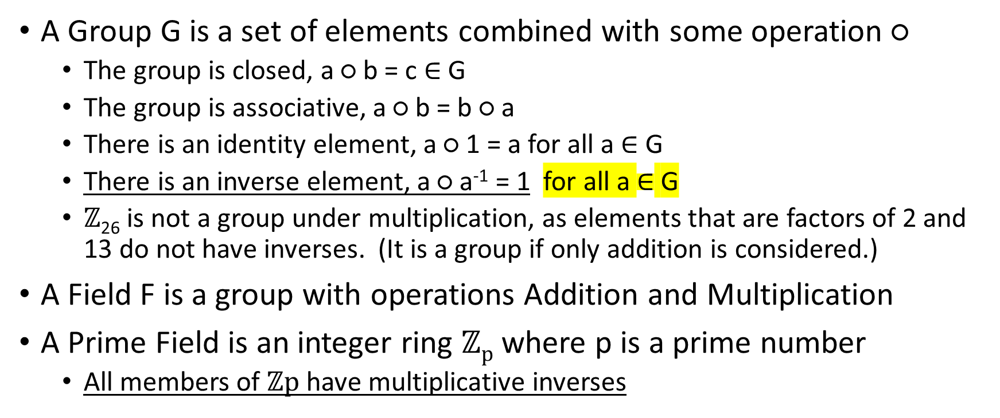 • A Group G is a set of elements combined with some operation ○
• The group is closed, a ○ b = c ∈ G
• The group is associative, a ○ b = b ○ a
• There is an identity element, a ○ 1 = a for all a ∈ G
• There is an inverse element, a ○ a⁻¹ = 1 for all a ∈ G
• ℤ₂₆ is not a group under multiplication, as elements that are factors of 2 and
13 do not have inverses. (It is a group if only addition is considered.)
• A Field F is a group with operations Addition and Multiplication
• A Prime Field is an integer ring ℤₚ where p is a prime number
• All members of ℤp have multiplicative inverses